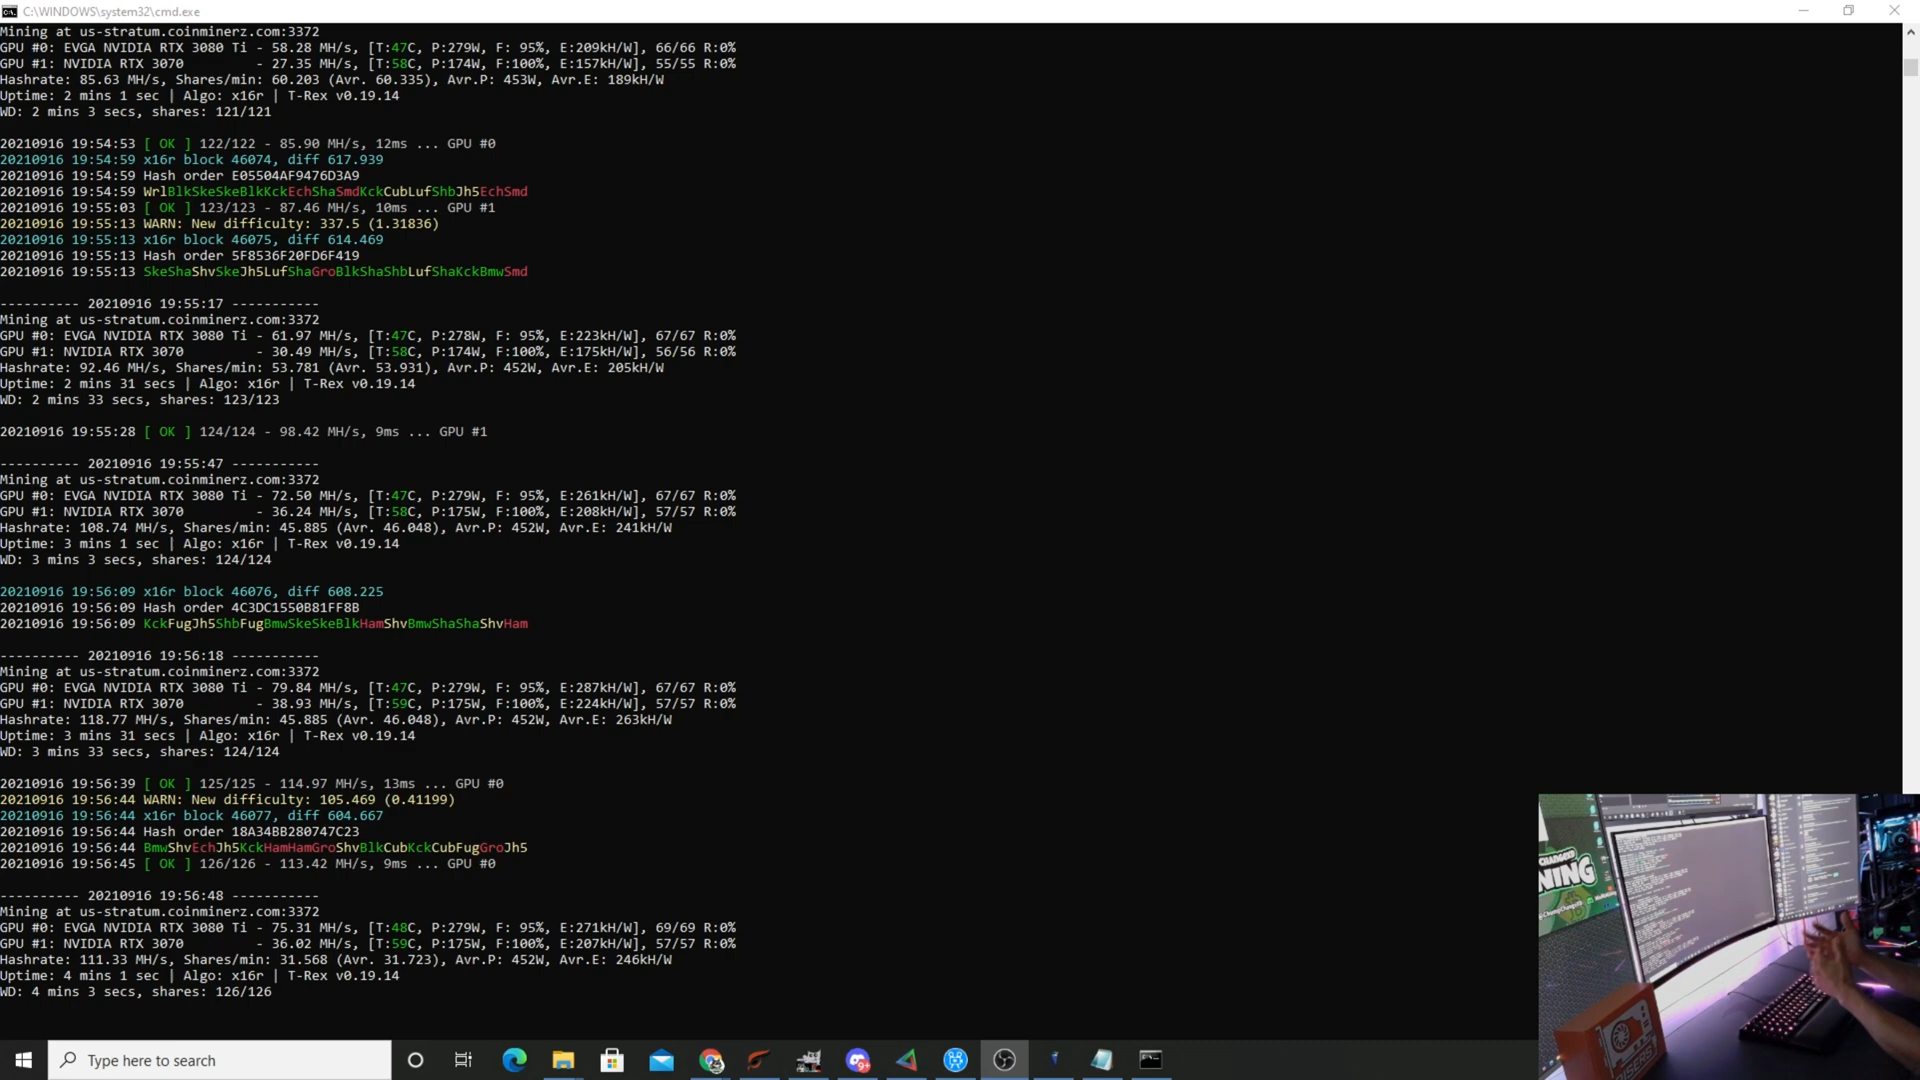 C:\WINDOWS\system32\cmd.exe
Mining at us-stratum.coinminerz.com:3372
GPU #0: EVGA NVIDIA RTX 3080 Ti - 58.28 MH/s, [T:47C, P:279W, F: 95%, E:209kH/W], 66/66 R:0%
GPU #1: NVIDIA RTX 3070 - 27.35 MH/s, [T:58C, P:174W, F:100%, E:157kH/W], 55/55 R:0%
Hashrate: 85.63 MH/s, Shares/min: 60.203 (Avr. 60.335), Avr.P: 453W, Avr.E: 189kH/W
Uptime: 2 mins 1 sec | Algo: x16r | T-Rex v0.19.14
WD: 2 mins 3 secs, shares: 121/121
20210916 19:54:53 [ OK ] 122/122 - 85.90 MH/s, 12ms ... GPU #0
20210916 19:54:59 x16r block 46074, diff 617.939
20210916 19:54:59 Hash order E05504AF9476D3A9
20210916 19:54:59 WrlBlkSkeSkeBlkKckEchShaSmdKckCubLufShbJh5EchSmd
20210916 19:55:03 [ OK ] 123/123 - 87.46 MH/s, 10ms ... GPU #1
20210916 19:55:13 WARN: New difficulty: 337.5 (1.31836)
20210916 19:55:13 x16r block 46075, diff 614.469
20210916 19:55:13 Hash order 5F8536F20FD6F419
20210916 19:55:13 SkeShaShvSkeJh5LufShaGroBlkShaShbLufShaKckBmwSmd
---------- 20210916 19:55:17 -----------
Mining at us-stratum.coinminerz.com:3372
GPU #0: EVGA NVIDIA RTX 3080 Ti - 61.97 MH/s, [T:47C, P:278W, F: 95%, E:223kH/W], 67/67 R:0%
GPU #1: NVIDIA RTX 3070 - 30.49 MH/s, [T:58C, P:174W, F:100%, E:175kH/W], 56/56 R:0%
Hashrate: 92.46 MH/s, Shares/min: 53.781 (Avr. 53.931), Avr.P: 452W, Avr.E: 205kH/W
Uptime: 2 mins 31 secs | Algo: x16r | T-Rex v0.19.14
WD: 2 mins 33 secs, shares: 123/123
20210916 19:55:28 [ OK ] 124/124 - 98.42 MH/s, 9ms ... GPU #1
---------- 20210916 19:55:47 -----------
Mining at us-stratum.coinminerz.com:3372
GPU #0: EVGA NVIDIA RTX 3080 Ti - 72.50 MH/s, [T:47C, P:279W, F: 95%, E:261kH/W], 67/67 R:0%
GPU #1: NVIDIA RTX 3070 - 36.24 MH/s, [T:58C, P:175W, F:100%, E:208kH/W], 57/57 R:0%
Hashrate: 108.74 MH/s, Shares/min: 45.885 (Avr. 46.048), Avr.P: 452W, Avr.E: 241kH/W
Uptime: 3 mins 1 sec | Algo: x16r | T-Rex v0.19.14
WD: 3 mins 3 secs, shares: 124/124
20210916 19:56:09 x16r block 46076, diff 608.225
20210916 19:56:09 Hash order 4C3DC1550B81FF8B
20210916 19:56:09 KckFugJh5ShbFugBmwSkeSkeBlkHamShvBmwShaShaShvHam
---------- 20210916 19:56:18 -----------
Mining at us-stratum.coinminerz.com:3372
GPU #0: EVGA NVIDIA RTX 3080 Ti - 79.84 MH/s, [T:47C, P:279W, F: 95%, E:287kH/W], 67/67 R:0%
GPU #1: NVIDIA RTX 3070 - 38.93 MH/s, [T:59C, P:175W, F:100%, E:224kH/W], 57/57 R:0%
Hashrate: 118.77 MH/s, Shares/min: 45.885 (Avr. 46.048), Avr.P: 452W, Avr.E: 263kH/W
Uptime: 3 mins 31 secs | Algo: x16r | T-Rex v0.19.14
WD: 3 mins 33 secs, shares: 124/124
20210916 19:56:39 [ OK ] 125/125 - 114.97 MH/s, 13ms ... GPU #0
20210916 19:56:44 WARN: New difficulty: 105.469 (0.41199)
20210916 19:56:44 x16r block 46077, diff 604.667
20210916 19:56:44 Hash order 18A34BB280747C23
20210916 19:56:44 BmwShvEchJh5KckHamHamGroShvBlkCubKckCubFugGroJh5
20210916 19:56:45 [ OK ] 126/126 - 113.42 MH/s, 9ms ... GPU #0
---------- 20210916 19:56:48 -----------
Mining at us-stratum.coinminerz.com:3372
GPU #0: EVGA NVIDIA RTX 3080 Ti - 75.31 MH/s, [T:48C, P:279W, F: 95%, E:271kH/W], 69/69 R:0%
GPU #1: NVIDIA RTX 3070 - 36.02 MH/s, [T:59C, P:175W, F:100%, E:207kH/W], 57/57 R:0%
Hashrate: 111.33 MH/s, Shares/min: 31.568 (Avr. 31.723), Avr.P: 452W, Avr.E: 246kH/W
Uptime: 4 mins 1 sec | Algo: x16r | T-Rex v0.19.14
WD: 4 mins 3 secs, shares: 126/126
Type here to search